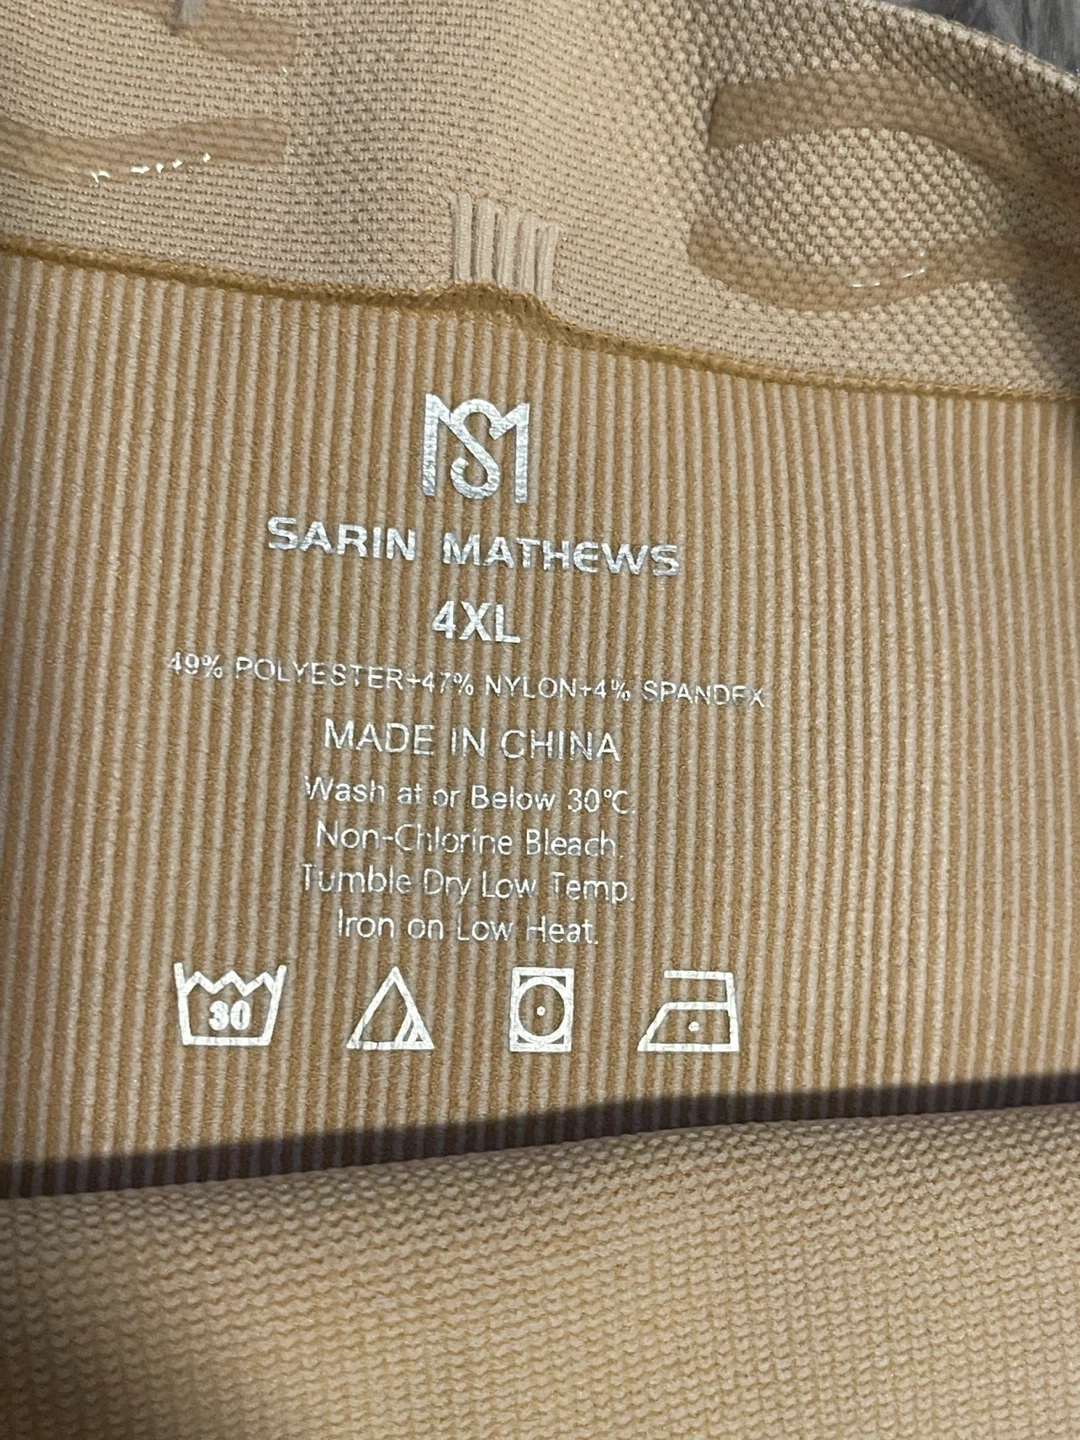 SM
SARIN MATHEWS
4XL
49% POLYESTER+47% NYLON+4% SPANDEX
MADE IN CHINA
Wash at or Below 30°C.
Non-Chlorine Bleach.
Tumble Dry Low Temp.
Iron on Low Heat.
30